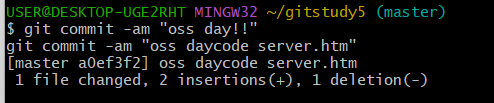 USER@DESKTOP-UGE2RHT MINGW32 ~/gitstudy5 (master)
$ git commit -am "oss day!!"
git commit -am "oss daycode server.htm"
[master a0ef3f2] oss daycode server.htm
 1 file changed, 2 insertions(+), 1 deletion(-)